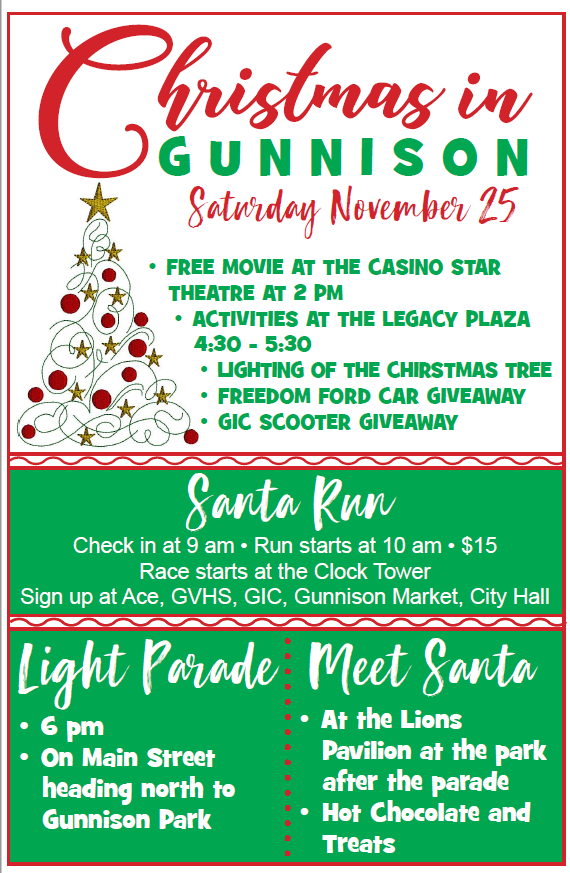 Christmas in
GUNNISON
Saturday November 25
• FREE MOVIE AT THE CASINO STAR
THEATRE AT 2 PM
• ACTIVITIES AT THE LEGACY PLAZA
4:30 - 5:30
• LIGHTING OF THE CHIRSTMAS TREE
• FREEDOM FORD CAR GIVEAWAY
• GIC SCOOTER GIVEAWAY
Santa Run
Check in at 9 am • Run starts at 10 am • $15
Race starts at the Clock Tower
Sign up at Ace, GVHS, GIC, Gunnison Market, City Hall
Light Parade
• 6 pm
• On Main Street
heading north to
Gunnison Park
Meet Santa
• At the Lions
Pavilion at the park
after the parade
• Hot Chocolate and
Treats